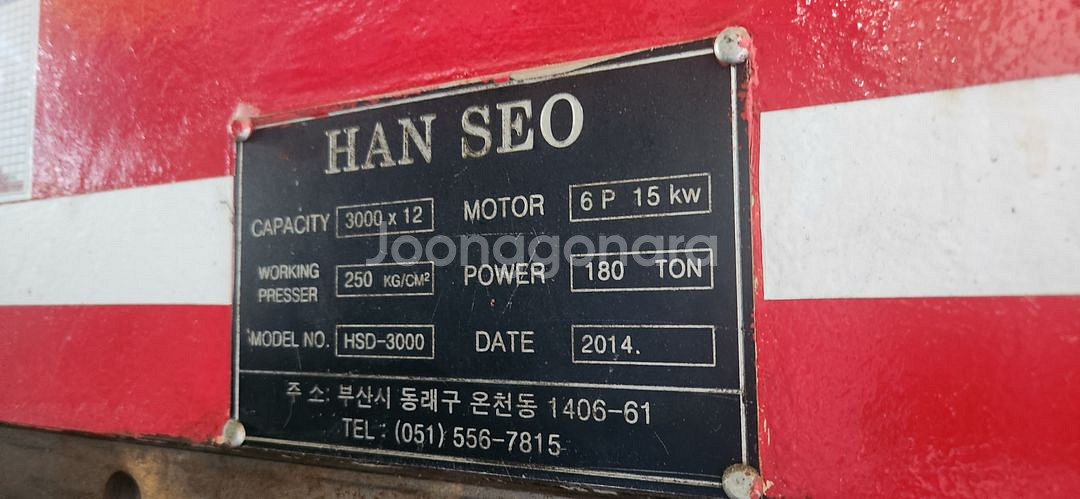 HAN SEO
CAPACITY 3000 x 12 MOTOR 6 P 15 kw
WORKING PRESSER 250 KG/CM² POWER 180 TON
MODEL NO. HSD-3000 DATE 2014.
주 소: 부산시 동래구 온천동 1406-61
TEL : (051) 556-7815
Joonggonara